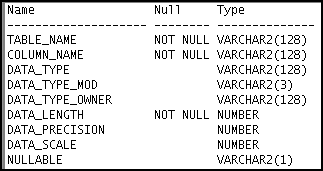 Name Null Type
-------------------- -------- -------------
TABLE_NAME NOT NULL VARCHAR2(128)
COLUMN_NAME NOT NULL VARCHAR2(128)
DATA_TYPE VARCHAR2(128)
DATA_TYPE_MOD VARCHAR2(3)
DATA_TYPE_OWNER VARCHAR2(128)
DATA_LENGTH NOT NULL NUMBER
DATA_PRECISION NUMBER
DATA_SCALE NUMBER
NULLABLE VARCHAR2(1)